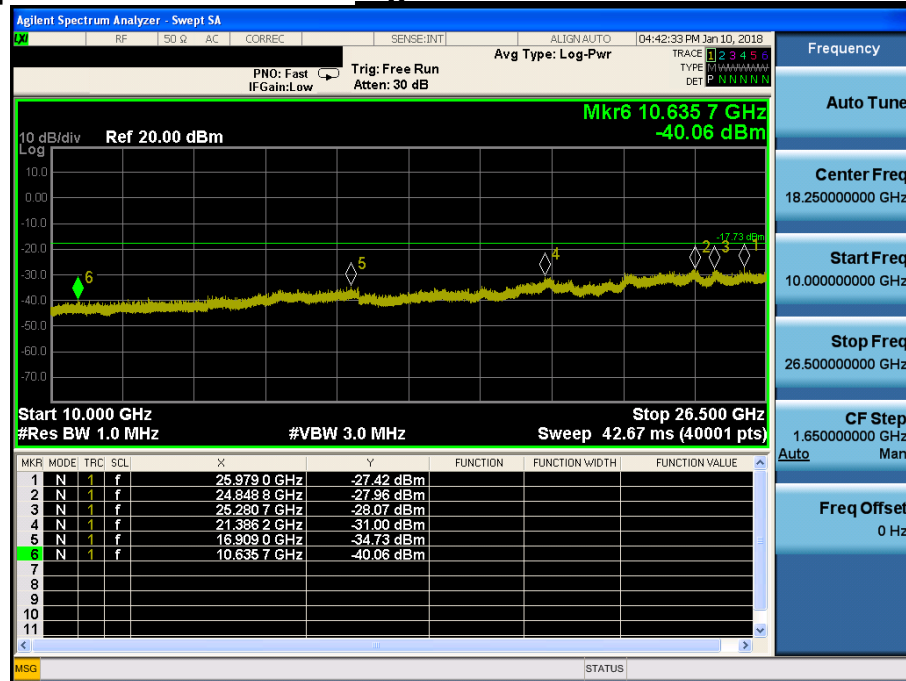 Agilent Spectrum Analyzer - Swept SA
LXI RF 50 Ω AC CORREC SENSE:INT ALIGN AUTO 04:42:33 PM Jan 10, 2018
Avg Type: Log-Pwr TRACE 1 2 3 4 5 6
PNO: Fast Trig: Free Run TYPE M WWWWW
IFGain:Low Atten: 30 dB DET P N N N N N
Frequency
Mkr6 10.635 7 GHz
10 dB/div Ref 20.00 dBm -40.06 dBm
Log
10.0
0.00
-10.0
-20.0
-30.0
-40.0
-50.0
-60.0
-70.0
-17.73 dBm
6
5
4
2
3
1
Start 10.000 GHz Stop 26.500 GHz
#Res BW 1.0 MHz #VBW 3.0 MHz Sweep 42.67 ms (40001 pts)
MKR MODE TRC SCL X Y FUNCTION FUNCTION WIDTH FUNCTION VALUE
1 N 1 f 25.979 0 GHz -27.42 dBm
2 N 1 f 24.848 8 GHz -27.96 dBm
3 N 1 f 25.280 7 GHz -28.07 dBm
4 N 1 f 21.386 2 GHz -31.00 dBm
5 N 1 f 16.909 0 GHz -34.73 dBm
6 N 1 f 10.635 7 GHz -40.06 dBm
7
8
9
10
11
MSG STATUS
Auto Tune
Center Freq
18.250000000 GHz
Start Freq
10.000000000 GHz
Stop Freq
26.500000000 GHz
CF Step
1.650000000 GHz
Auto Man
Freq Offset
0 Hz